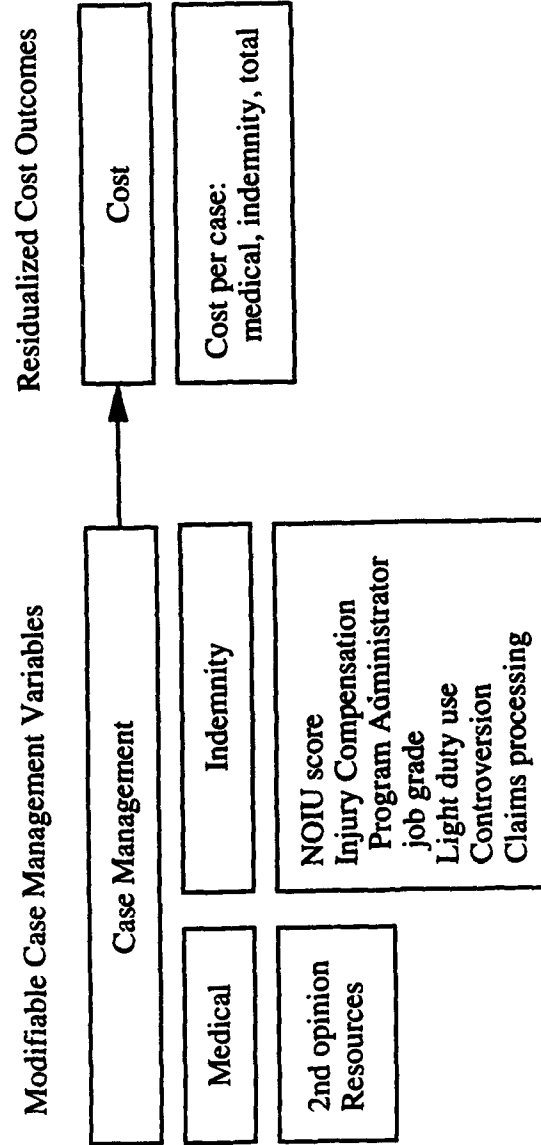 Modifiable Case Management Variables
Case Management
Medical
2nd opinion
Resources
Indemnity
NOIU score
Injury Compensation
Program Administrator
job grade
Light duty use
Controversion
Claims processing
Residualized Cost Outcomes
Cost
Cost per case:
medical, indemnity, total